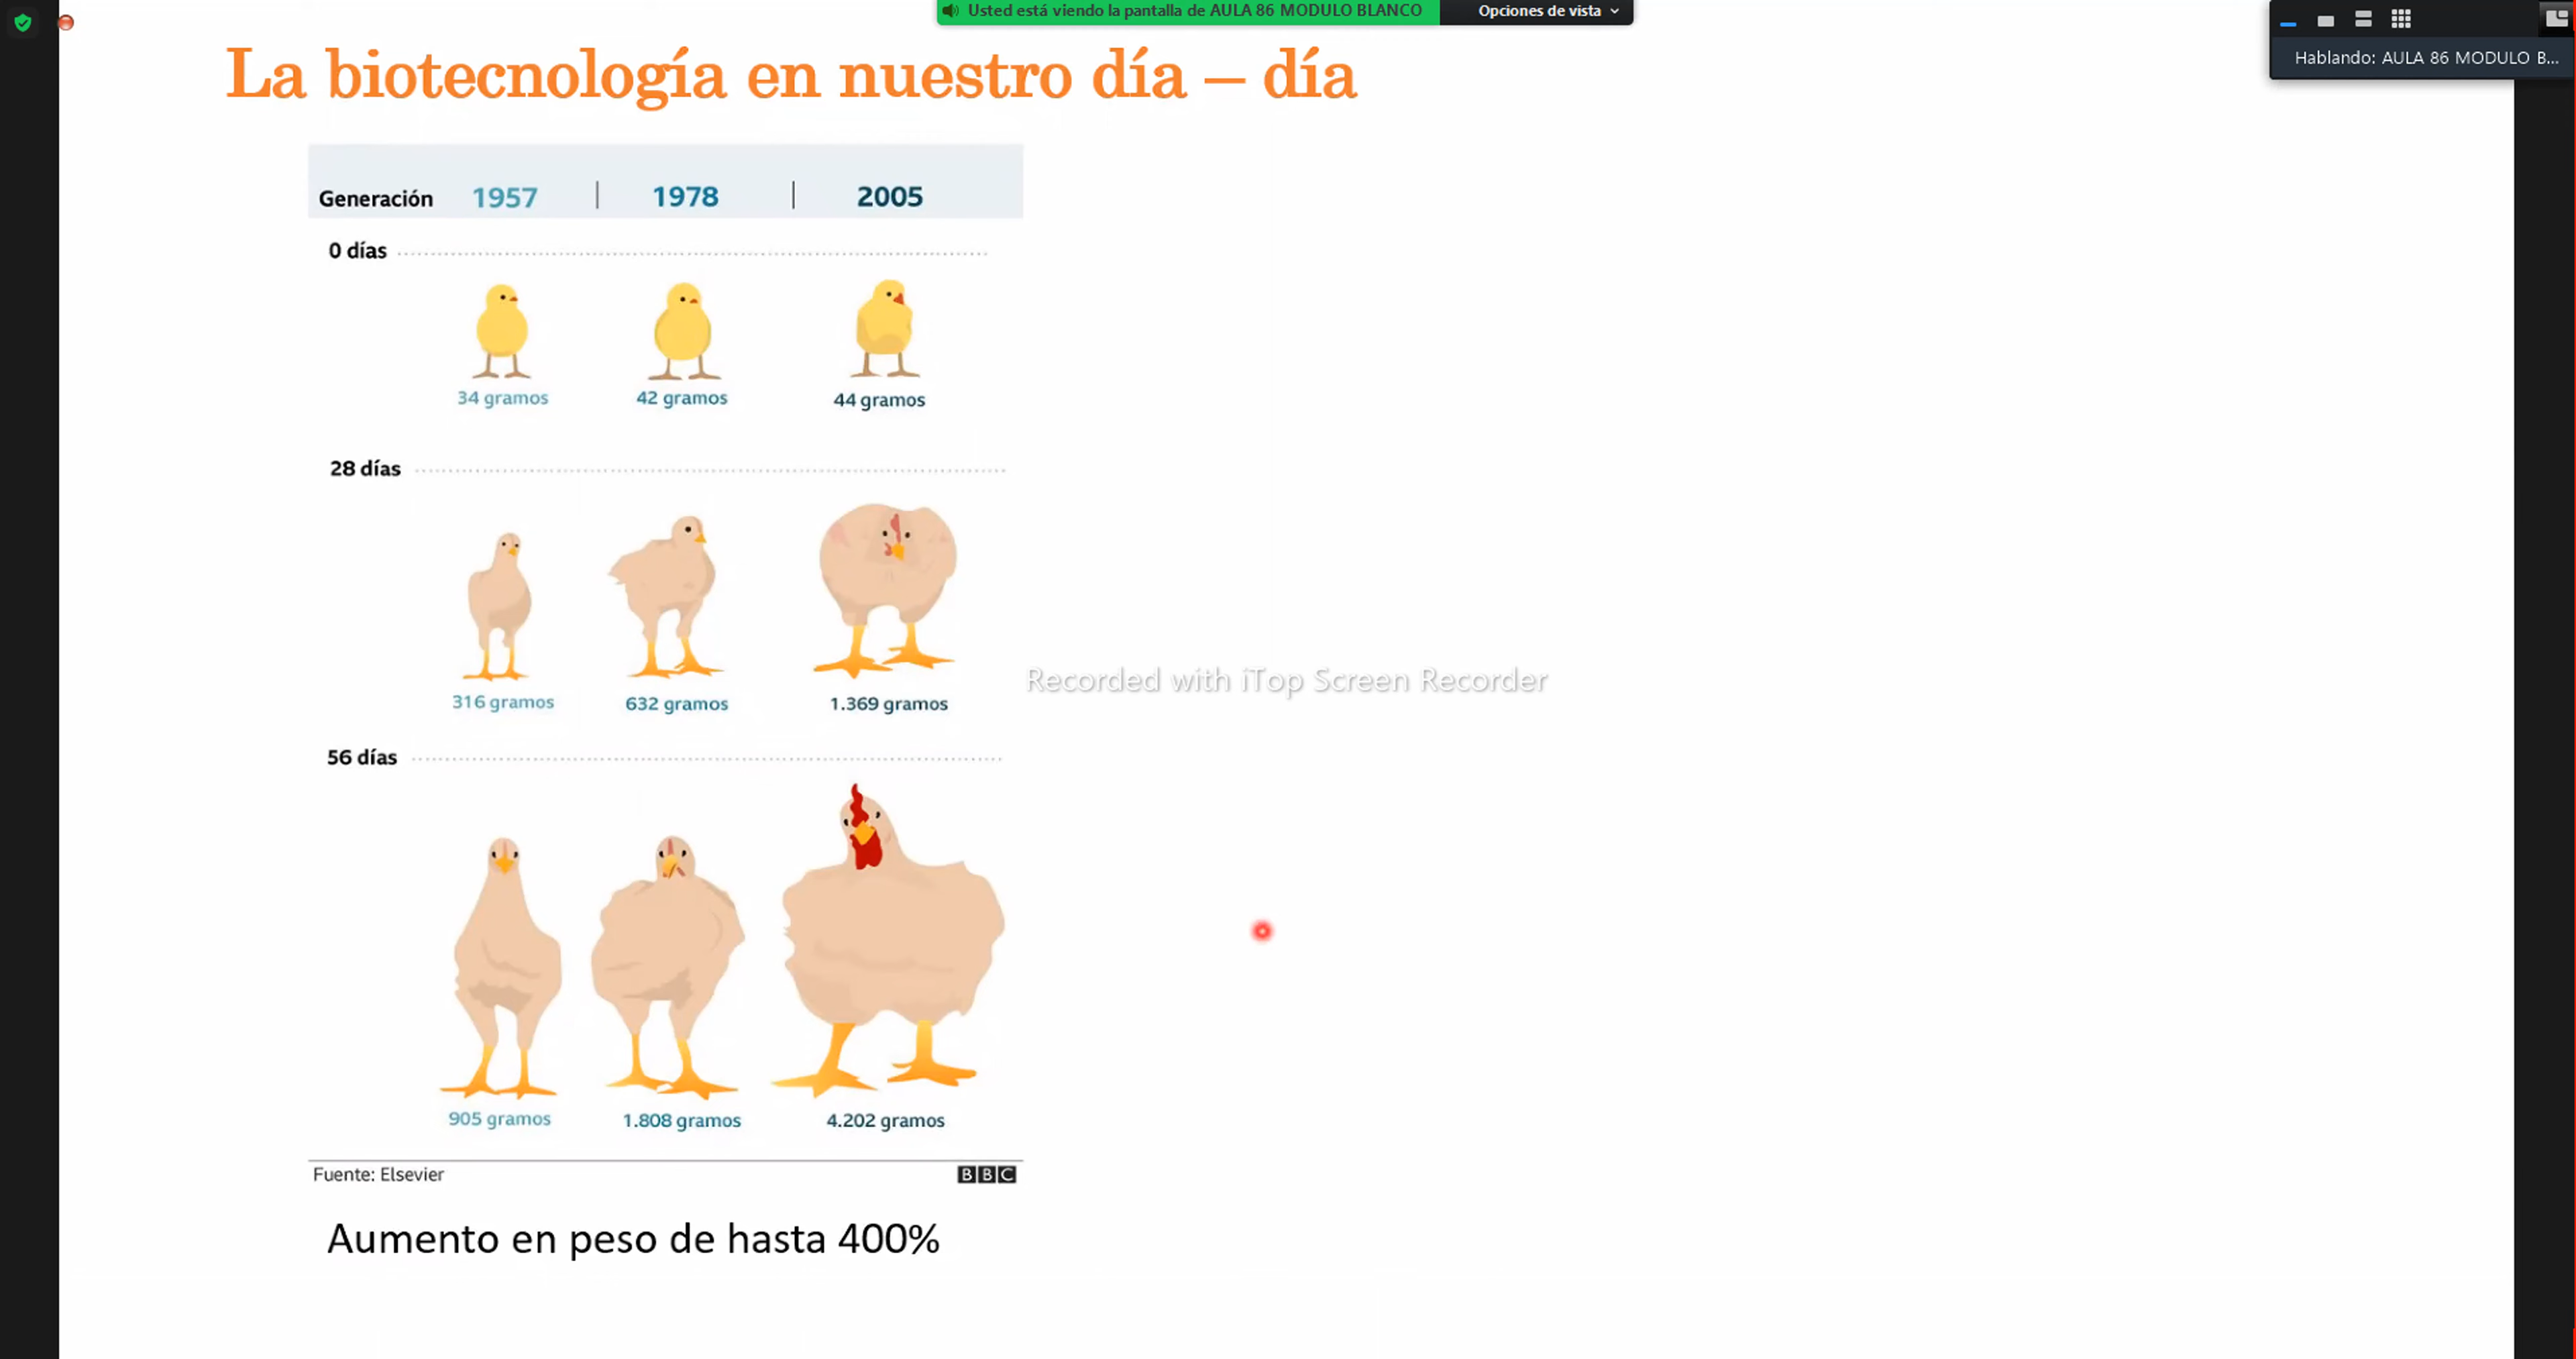 Usted está viendo la pantalla de AULA 86 MODULO BLANCO
Opciones de vista
Hablando: AULA 86 MODULO B...
La biotecnología en nuestro día – día
Generación 1957 | 1978 | 2005
0 días
34 gramos 42 gramos 44 gramos
28 días
316 gramos 632 gramos 1.369 gramos
Recorded with iTop Screen Recorder
56 días
905 gramos 1.808 gramos 4.202 gramos
Fuente: Elsevier BBC
Aumento en peso de hasta 400%